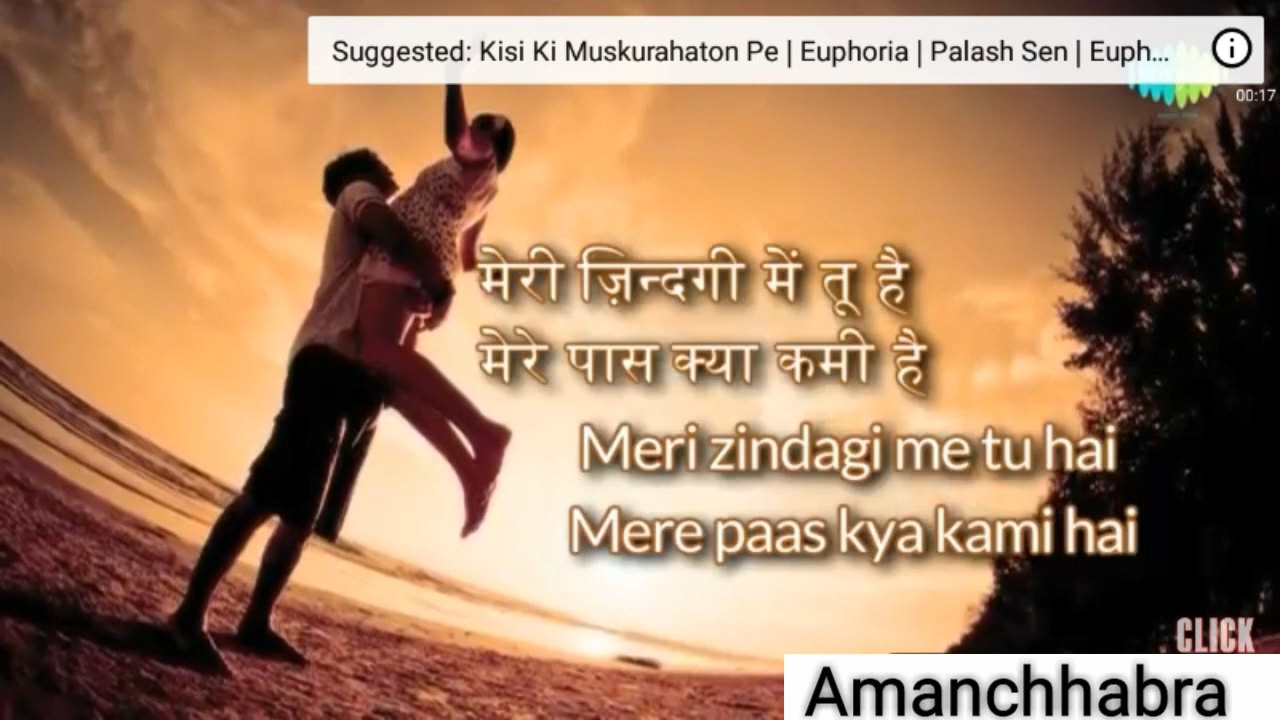 Suggested: Kisi Ki Muskurahaton Pe | Euphoria | Palash Sen | Euph...
00:17
मेरी ज़िन्दगी में तू है
मेरे पास क्या कमी है
Meri zindagi me tu hai
Mere paas kya kami hai
CLICK
Amanchhabra